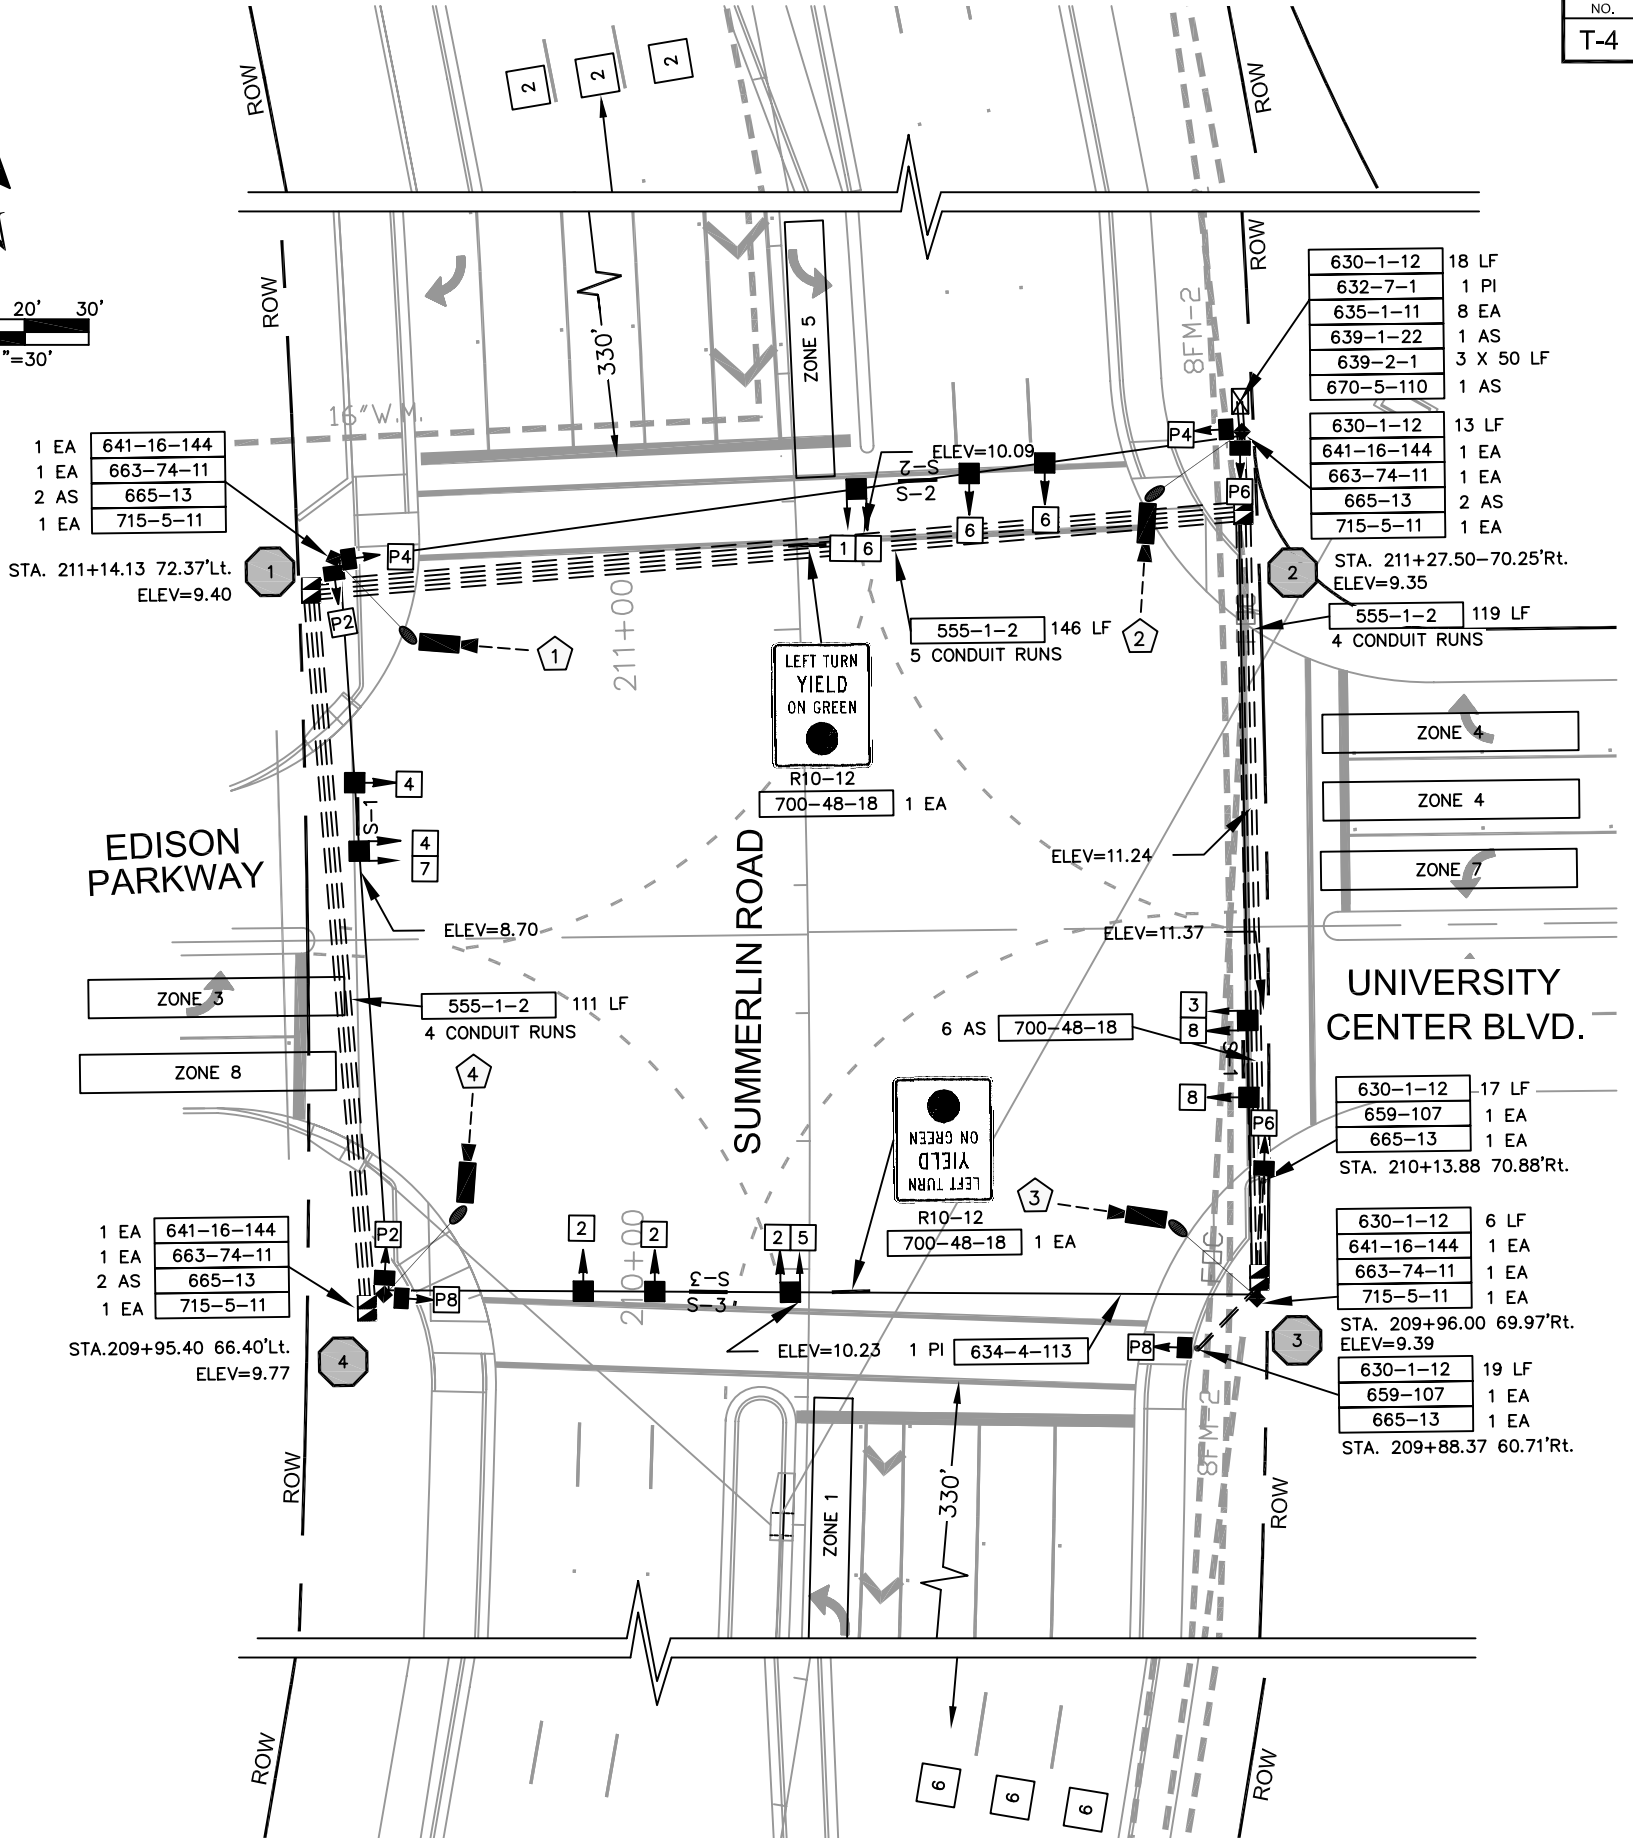 NO.
T-4
2
2
2
ROW
ROW
ROW
ROW
20' 30'
"=30'
330'
ZONE 5
8FM-2
16"W.M.
630-1-12 18 LF
632-7-1 1 PI
635-1-11 8 EA
639-1-22 1 AS
639-2-1 3 X 50 LF
670-5-110 1 AS
630-1-12 13 LF
641-16-144 1 EA
663-74-11 1 EA
665-13 2 AS
715-5-11 1 EA
STA. 211+27.50-70.25'Rt.
ELEV=9.35
2
1 EA 641-16-144
1 EA 663-74-11
2 AS 665-13
1 EA 715-5-11
STA. 211+14.13 72.37'Lt.
ELEV=9.40
1
P4
P2
P4
P6
ELEV=10.09
S-2
S-2
6
6
1 6
555-1-2 146 LF
5 CONDUIT RUNS
2
1
555-1-2 119 LF
4 CONDUIT RUNS
211+00
LEFT TURN
YIELD
ON GREEN
R10-12
700-48-18 1 EA
4
S-1
4
7
EDISON
PARKWAY
ELEV=8.70
ZONE 4
ZONE 4
ZONE 7
ELEV=11.24
ELEV=11.37
SUMMERLIN ROAD
UNIVERSITY
CENTER BLVD.
ZONE 3
ZONE 8
555-1-2 111 LF
4 CONDUIT RUNS
4
6 AS 700-48-18
3
8
S-1
8
P6
630-1-12 17 LF
659-107 1 EA
665-13 1 EA
STA. 210+13.88 70.88'Rt.
LEFT TURN
YIELD
ON GREEN
R10-12
700-48-18 1 EA
3
1 EA 641-16-144
1 EA 663-74-11
2 AS 665-13
1 EA 715-5-11
STA.209+95.40 66.40'Lt.
ELEV=9.77
4
P2
P8
2
2
2 5
210+00
S-3
S-3
ELEV=10.23
1 PI 634-4-113
P8
630-1-12 6 LF
641-16-144 1 EA
663-74-11 1 EA
715-5-11 1 EA
STA. 209+96.00 69.97'Rt.
ELEV=9.39
3
630-1-12 19 LF
659-107 1 EA
665-13 1 EA
STA. 209+88.37 60.71'Rt.
8FM-2
ROW
ROW
ZONE 1
330'
ROW
ROW
6
6
6